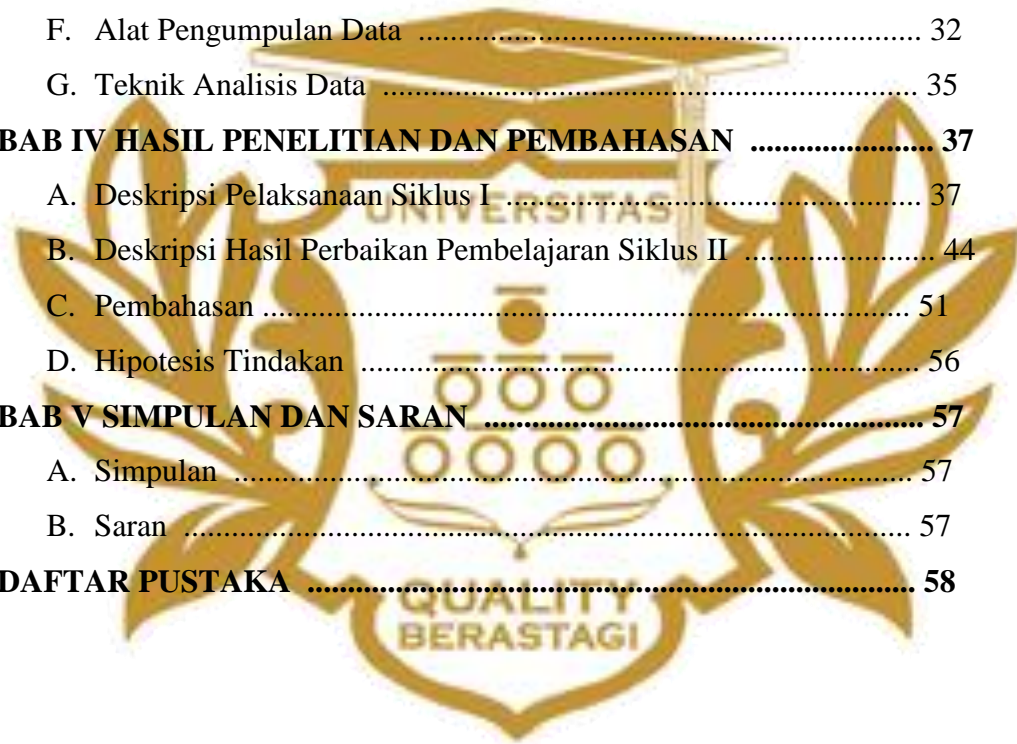 F. Alat Pengumpulan Data ............................................................... 32
G. Teknik Analisis Data ................................................................... 35
BAB IV HASIL PENELITIAN DAN PEMBAHASAN ....................... 37
A. Deskripsi Pelaksanaan Siklus I .................................................... 37
UNIVERSITAS
B. Deskripsi Hasil Perbaikan Pembelajaran Siklus II ........................ 44
C. Pembahasan ................................................................................. 51
D. Hipotesis Tindakan ...................................................................... 56
BAB V SIMPULAN DAN SARAN ....................................................... 57
A. Simpulan ..................................................................................... 57
B. Saran ........................................................................................... 57
DAFTAR PUSTAKA ............................................................................ 58
QUALITY
BERASTAGI